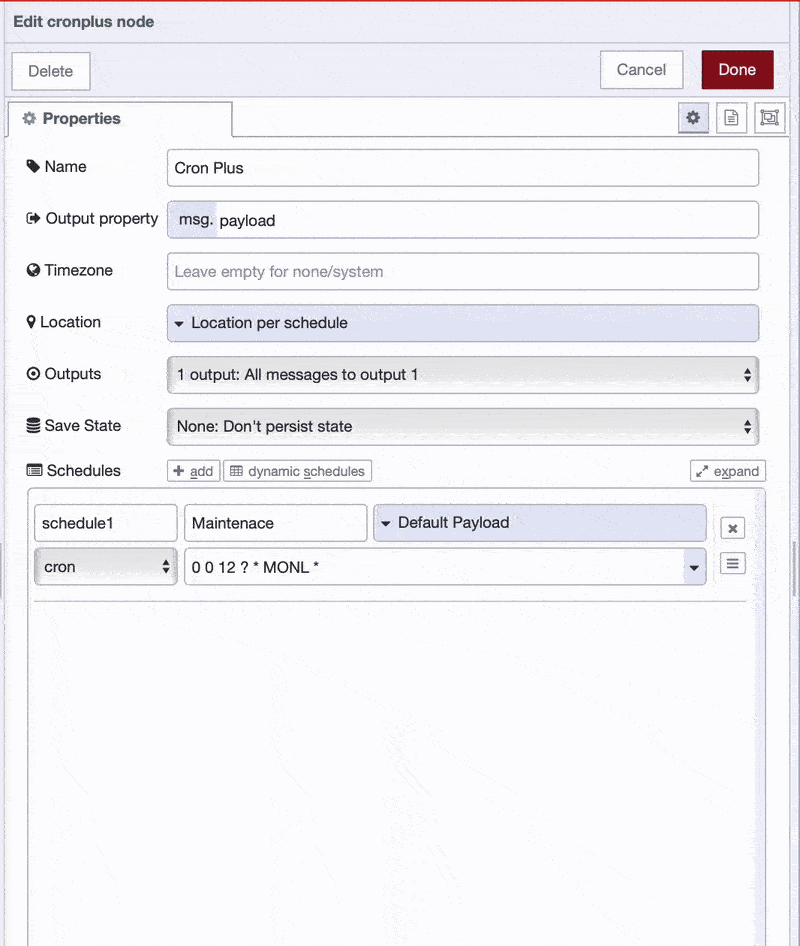 Edit cronplus node
Delete
Cancel
Done
Properties
Name
Cron Plus
Output property
msg. payload
Timezone
Leave empty for none/system
Location
Location per schedule
Outputs
1 output: All messages to output 1
Save State
None: Don't persist state
Schedules
+ add
dynamic schedules
expand
schedule1
Maintenace
Default Payload
cron
0 0 12 ? * MONL *